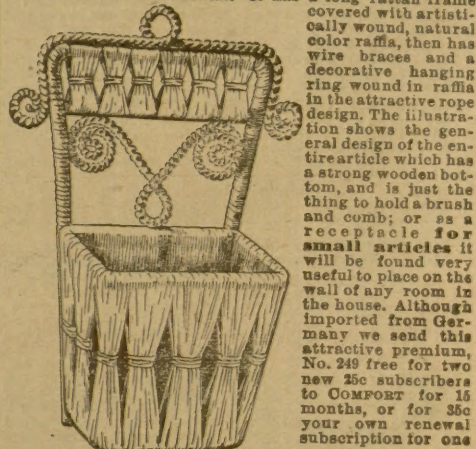 a long rattan frame
covered with artisti-
cally wound, natural
color raffia, then has
wire braces and a
decorative hanging
ring wound in raffia
in the attractive rope
design. The illustra-
tion shows the gen-
eral design of the en-
tire article which has
a strong wooden bot-
tom, and is just the
thing to hold a brush
and comb; or as a
receptacle for
small articles it
will be found very
useful to place on the
wall of any room in
the house. Although
imported from Ger-
many we send this
attractive premium,
No. 249 free for two
new 25c subscribers
to COMFORT for 15
months, or for 35c
your own renewal
subscription for one